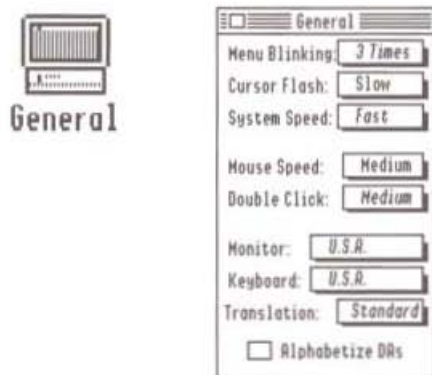 General
General
Menu Blinking: 3 Times
Cursor Flash: Slow
System Speed: Fast
Mouse Speed: Medium
Double Click: Medium
Monitor: U.S.A.
Keyboard: U.S.A.
Translation: Standard
Alphabetize DAs